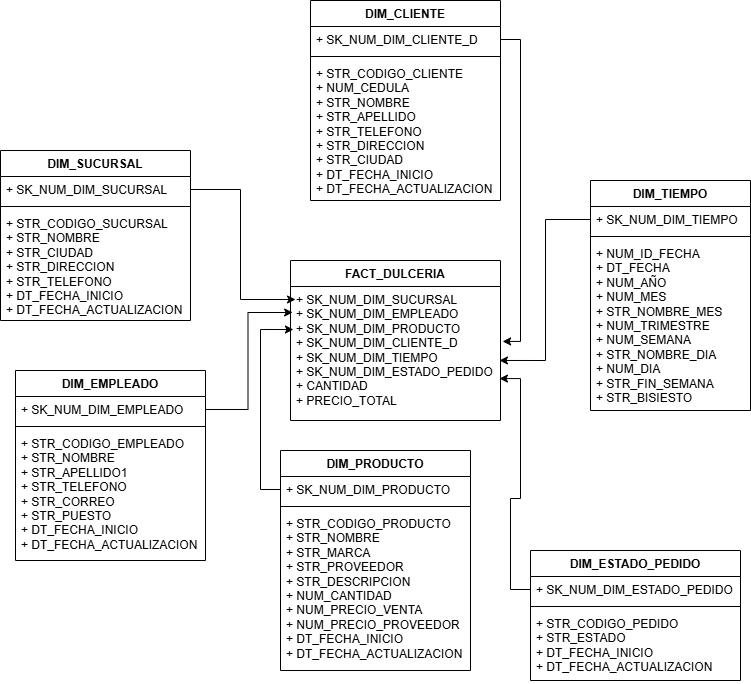 DIM_CLIENTE
+ SK_NUM_DIM_CLIENTE_D
+ STR_CODIGO_CLIENTE
+ NUM_CEDULA
+ STR_NOMBRE
+ STR_APELLIDO
+ STR_TELEFONO
+ STR_DIRECCION
+ STR_CIUDAD
+ DT_FECHA_INICIO
+ DT_FECHA_ACTUALIZACION
DIM_SUCURSAL
+ SK_NUM_DIM_SUCURSAL
+ STR_CODIGO_SUCURSAL
+ STR_NOMBRE
+ STR_CIUDAD
+ STR_DIRECCION
+ STR_TELEFONO
+ DT_FECHA_INICIO
+ DT_FECHA_ACTUALIZACION
DIM_TIEMPO
+ SK_NUM_DIM_TIEMPO
+ NUM_ID_FECHA
+ DT_FECHA
+ NUM_AÑO
+ NUM_MES
+ STR_NOMBRE_MES
+ NUM_TRIMESTRE
+ NUM_SEMANA
+ STR_NOMBRE_DIA
+ NUM_DIA
+ STR_FIN_SEMANA
+ STR_BISIESTO
FACT_DULCERIA
+ SK_NUM_DIM_SUCURSAL
+ SK_NUM_DIM_EMPLEADO
+ SK_NUM_DIM_PRODUCTO
+ SK_NUM_DIM_CLIENTE_D
+ SK_NUM_DIM_TIEMPO
+ SK_NUM_DIM_ESTADO_PEDIDO
+ CANTIDAD
+ PRECIO_TOTAL
DIM_EMPLEADO
+ SK_NUM_DIM_EMPLEADO
+ STR_CODIGO_EMPLEADO
+ STR_NOMBRE
+ STR_APELLIDO1
+ STR_TELEFONO
+ STR_CORREO
+ STR_PUESTO
+ DT_FECHA_INICIO
+ DT_FECHA_ACTUALIZACION
DIM_PRODUCTO
+ SK_NUM_DIM_PRODUCTO
+ STR_CODIGO_PRODUCTO
+ STR_NOMBRE
+ STR_MARCA
+ STR_PROVEEDOR
+ STR_DESCRIPCION
+ NUM_CANTIDAD
+ NUM_PRECIO_VENTA
+ NUM_PRECIO_PROVEEDOR
+ DT_FECHA_INICIO
+ DT_FECHA_ACTUALIZACION
DIM_ESTADO_PEDIDO
+ SK_NUM_DIM_ESTADO_PEDIDO
+ STR_CODIGO_PEDIDO
+ STR_ESTADO
+ DT_FECHA_INICIO
+ DT_FECHA_ACTUALIZACION